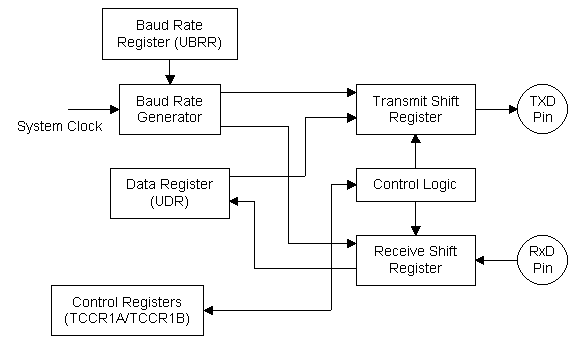 Baud Rate
Register (UBRR)
System Clock
Baud Rate
Generator
Transmit Shift
Register
TXD
Pin
Data Register
(UDR)
Control Logic
Receive Shift
Register
RxD
Pin
Control Registers
(TCCR1A/TCCR1B)